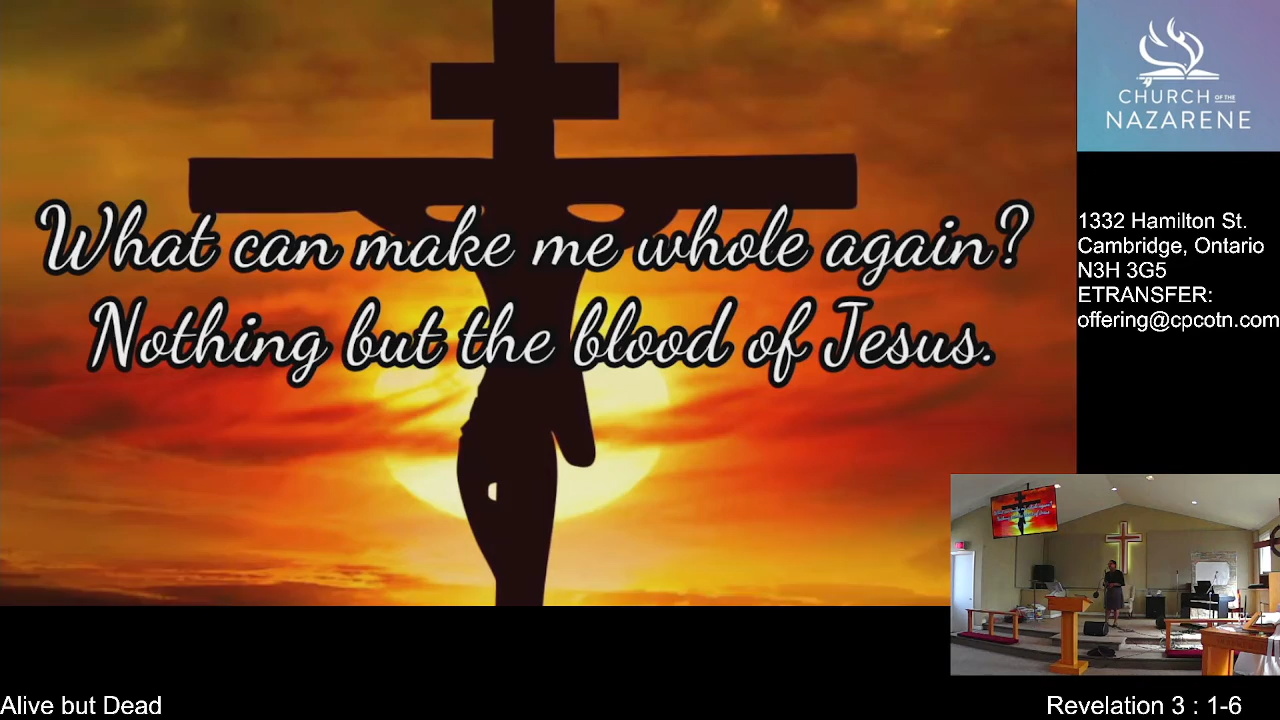 What can make me whole again?
Nothing but the blood of Jesus.
CHURCH OF THE
NAZARENE
1332 Hamilton St.
Cambridge, Ontario
N3H 3G5
ETRANSFER:
offering@cpcotn.com
Alive but Dead
Revelation 3 : 1-6